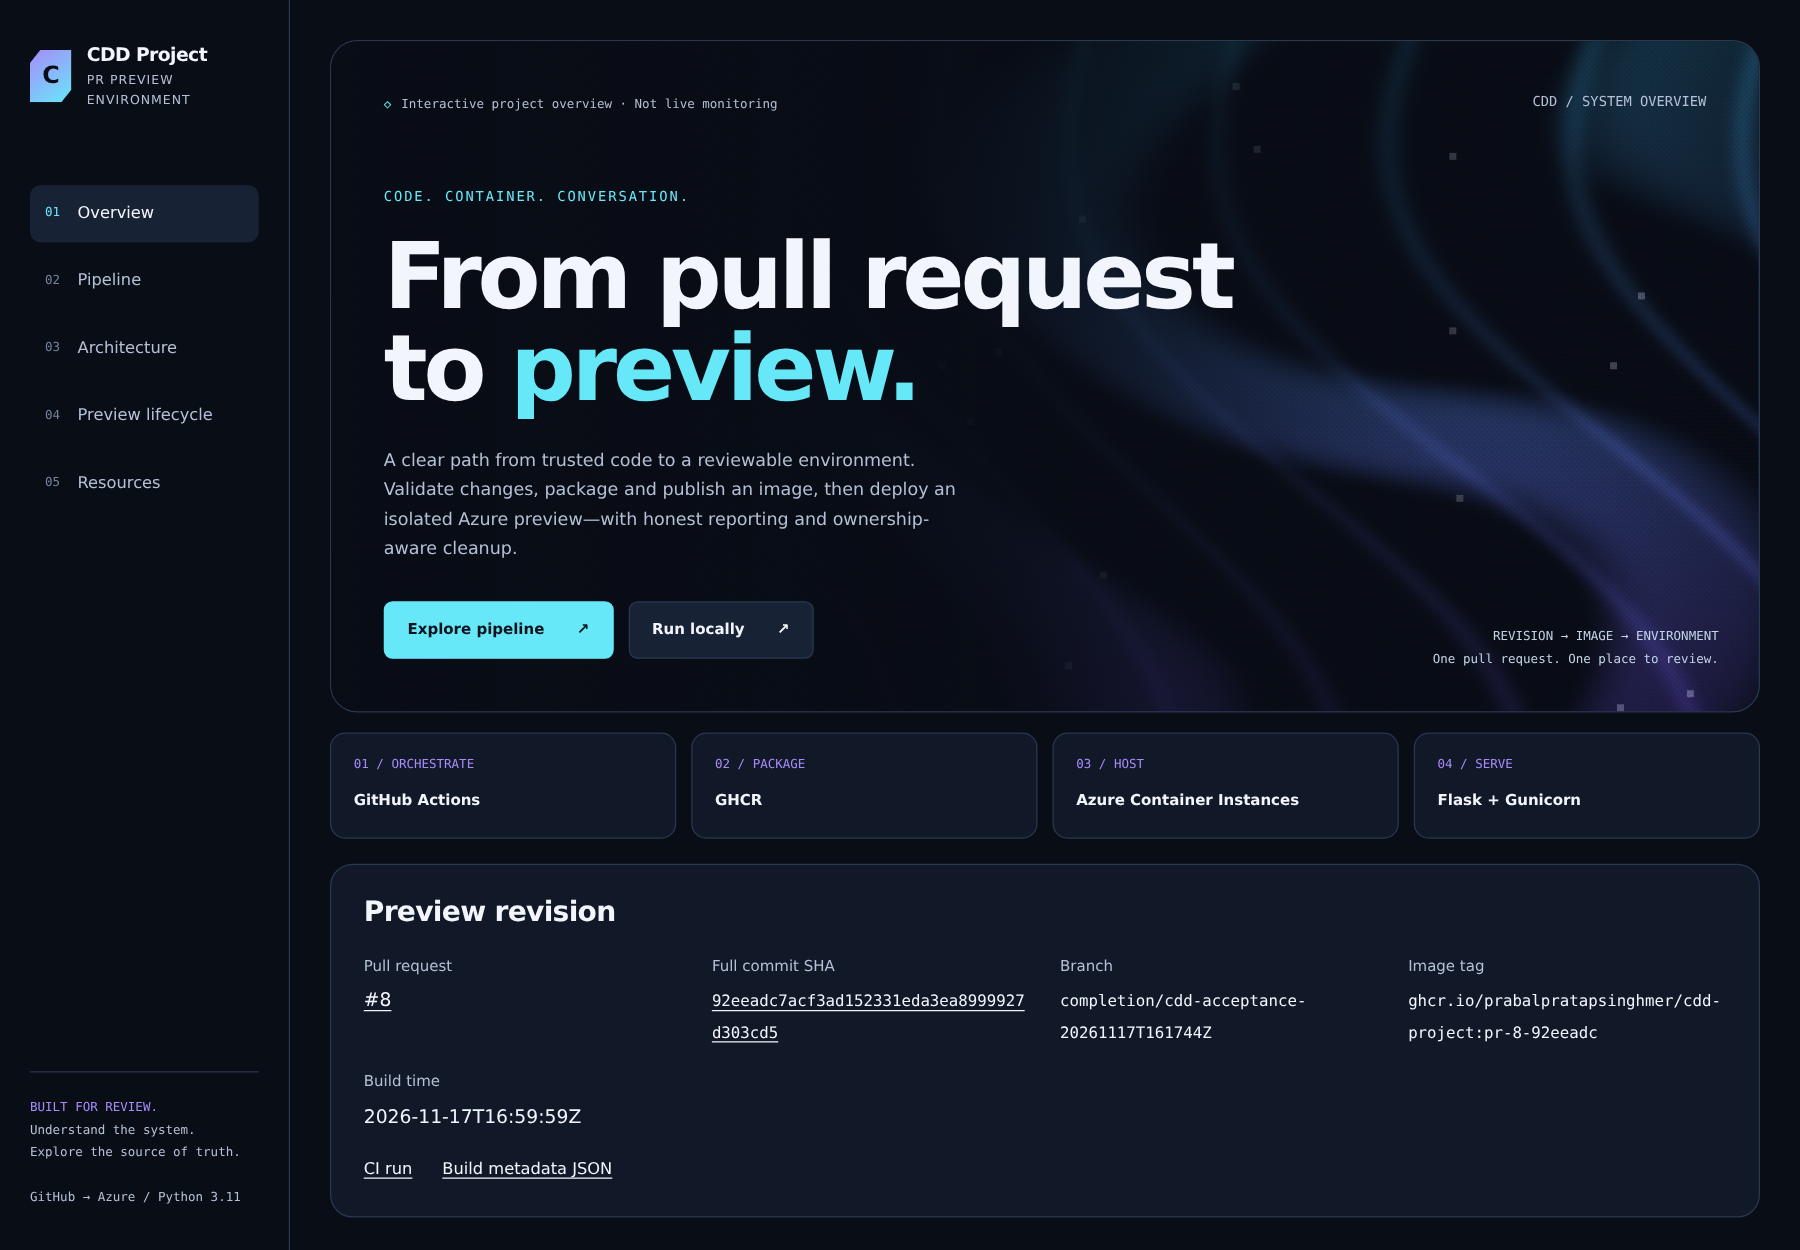 C
CDD Project
PR PREVIEW
ENVIRONMENT
01 Overview
02 Pipeline
03 Architecture
04 Preview lifecycle
05 Resources
BUILT FOR REVIEW.
Understand the system.
Explore the source of truth.
GitHub → Azure / Python 3.11
◇ Interactive project overview · Not live monitoring
CDD / SYSTEM OVERVIEW
CODE. CONTAINER. CONVERSATION.
From pull request
to preview.
A clear path from trusted code to a reviewable environment.
Validate changes, package and publish an image, then deploy an
isolated Azure preview—with honest reporting and ownership-
aware cleanup.
Explore pipeline ↗
Run locally ↗
REVISION → IMAGE → ENVIRONMENT
One pull request. One place to review.
01 / ORCHESTRATE
GitHub Actions
02 / PACKAGE
GHCR
03 / HOST
Azure Container Instances
04 / SERVE
Flask + Gunicorn
Preview revision
Pull request
#8
Full commit SHA
92eeadc7acf3ad152331eda3ea8999927
d303cd5
Branch
completion/cdd-acceptance-
20261117T161744Z
Image tag
ghcr.io/prabalpratapsinghmer/cdd-
project:pr-8-92eeadc
Build time
2026-11-17T16:59:59Z
CI run
Build metadata JSON